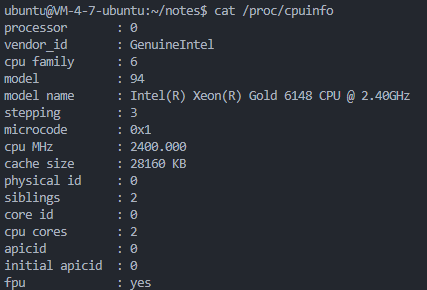 ubuntu@VM-4-7-ubuntu:~/notes$ cat /proc/cpuinfo
processor : 0
vendor_id : GenuineIntel
cpu family : 6
model : 94
model name : Intel(R) Xeon(R) Gold 6148 CPU @ 2.40GHz
stepping : 3
microcode : 0x1
cpu MHz : 2400.000
cache size : 28160 KB
physical id : 0
siblings : 2
core id : 0
cpu cores : 2
apicid : 0
initial apicid : 0
fpu : yes